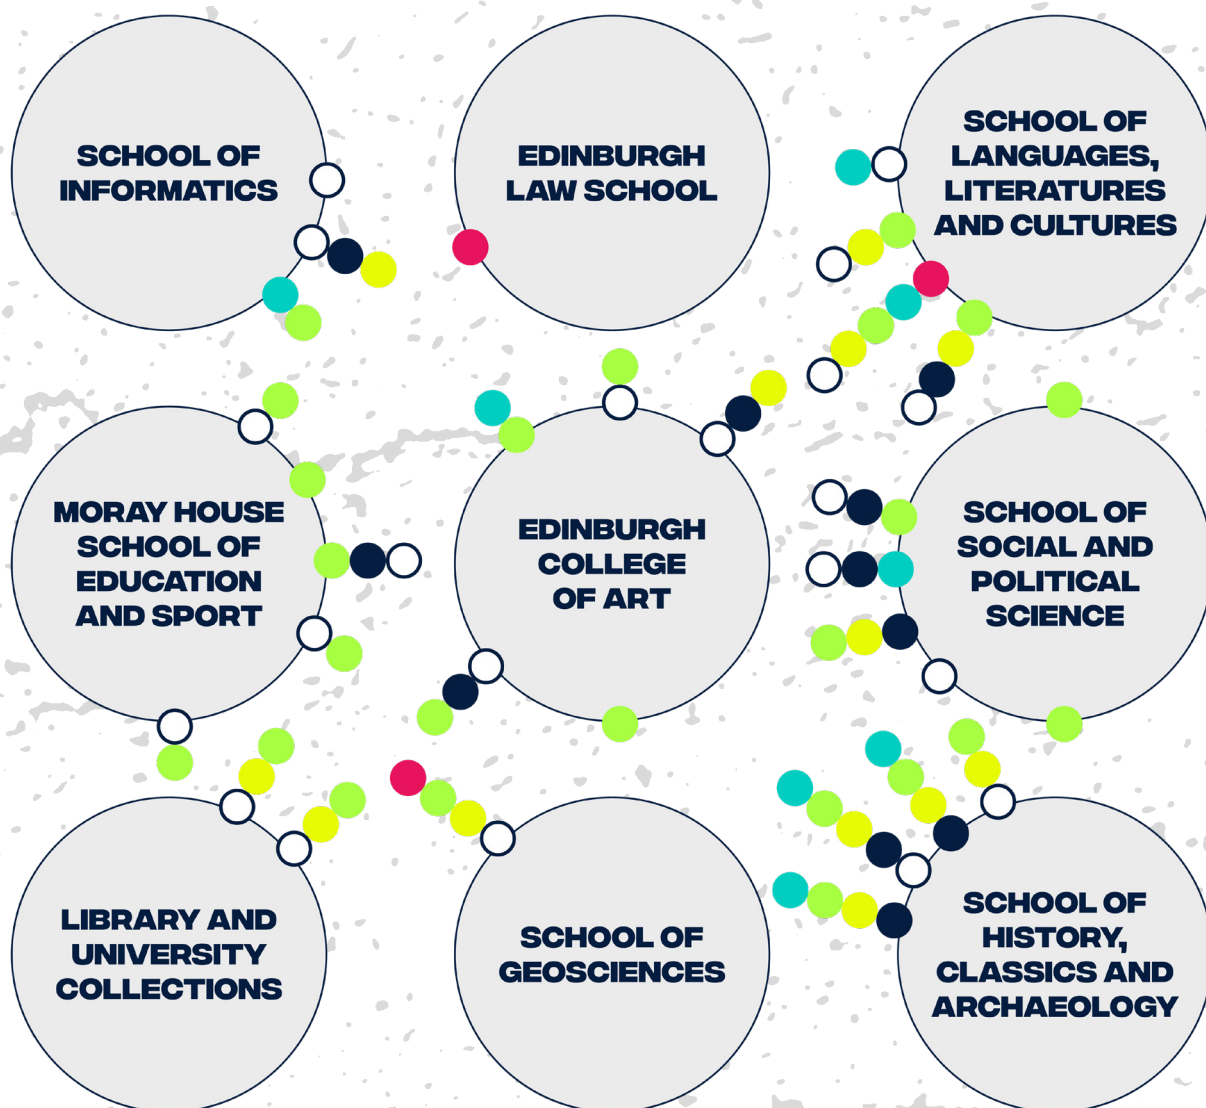 SCHOOL OF
INFORMATICS
EDINBURGH
LAW SCHOOL
SCHOOL OF
LANGUAGES,
LITERATURES
AND CULTURES
MORAY HOUSE
SCHOOL OF
EDUCATION
AND SPORT
EDINBURGH
COLLEGE
OF ART
SCHOOL OF
SOCIAL AND
POLITICAL
SCIENCE
LIBRARY AND
UNIVERSITY
COLLECTIONS
SCHOOL OF
GEOSCIENCES
SCHOOL OF
HISTORY,
CLASSICS AND
ARCHAEOLOGY